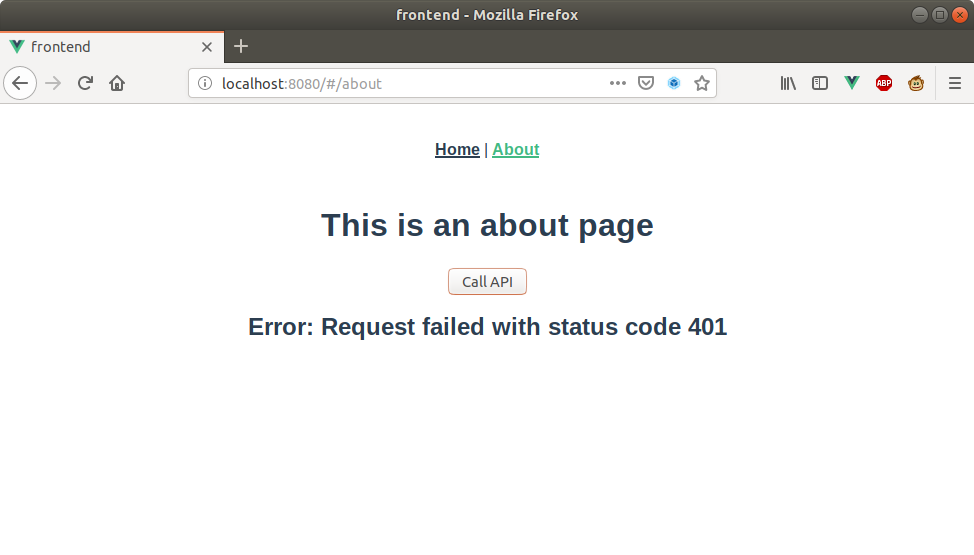 frontend - Mozilla Firefox
frontend
localhost:8080/#/about
ABP
Home | About
This is an about page
Call API
Error: Request failed with status code 401